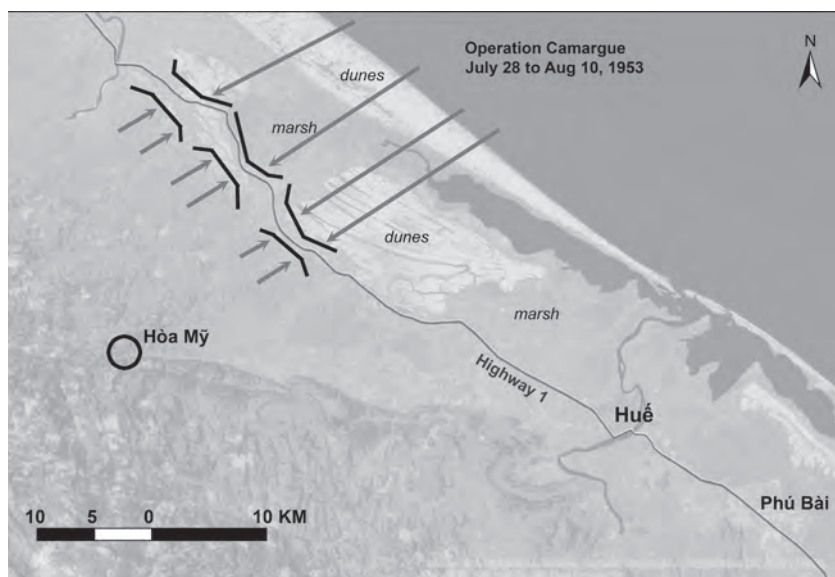 Operation Camargue
July 28 to Aug 10, 1953
N
dunes
marsh
dunes
marsh
Hòa Mỹ
Highway 1
Huế
Phú Bài
10 5 0 10 KM